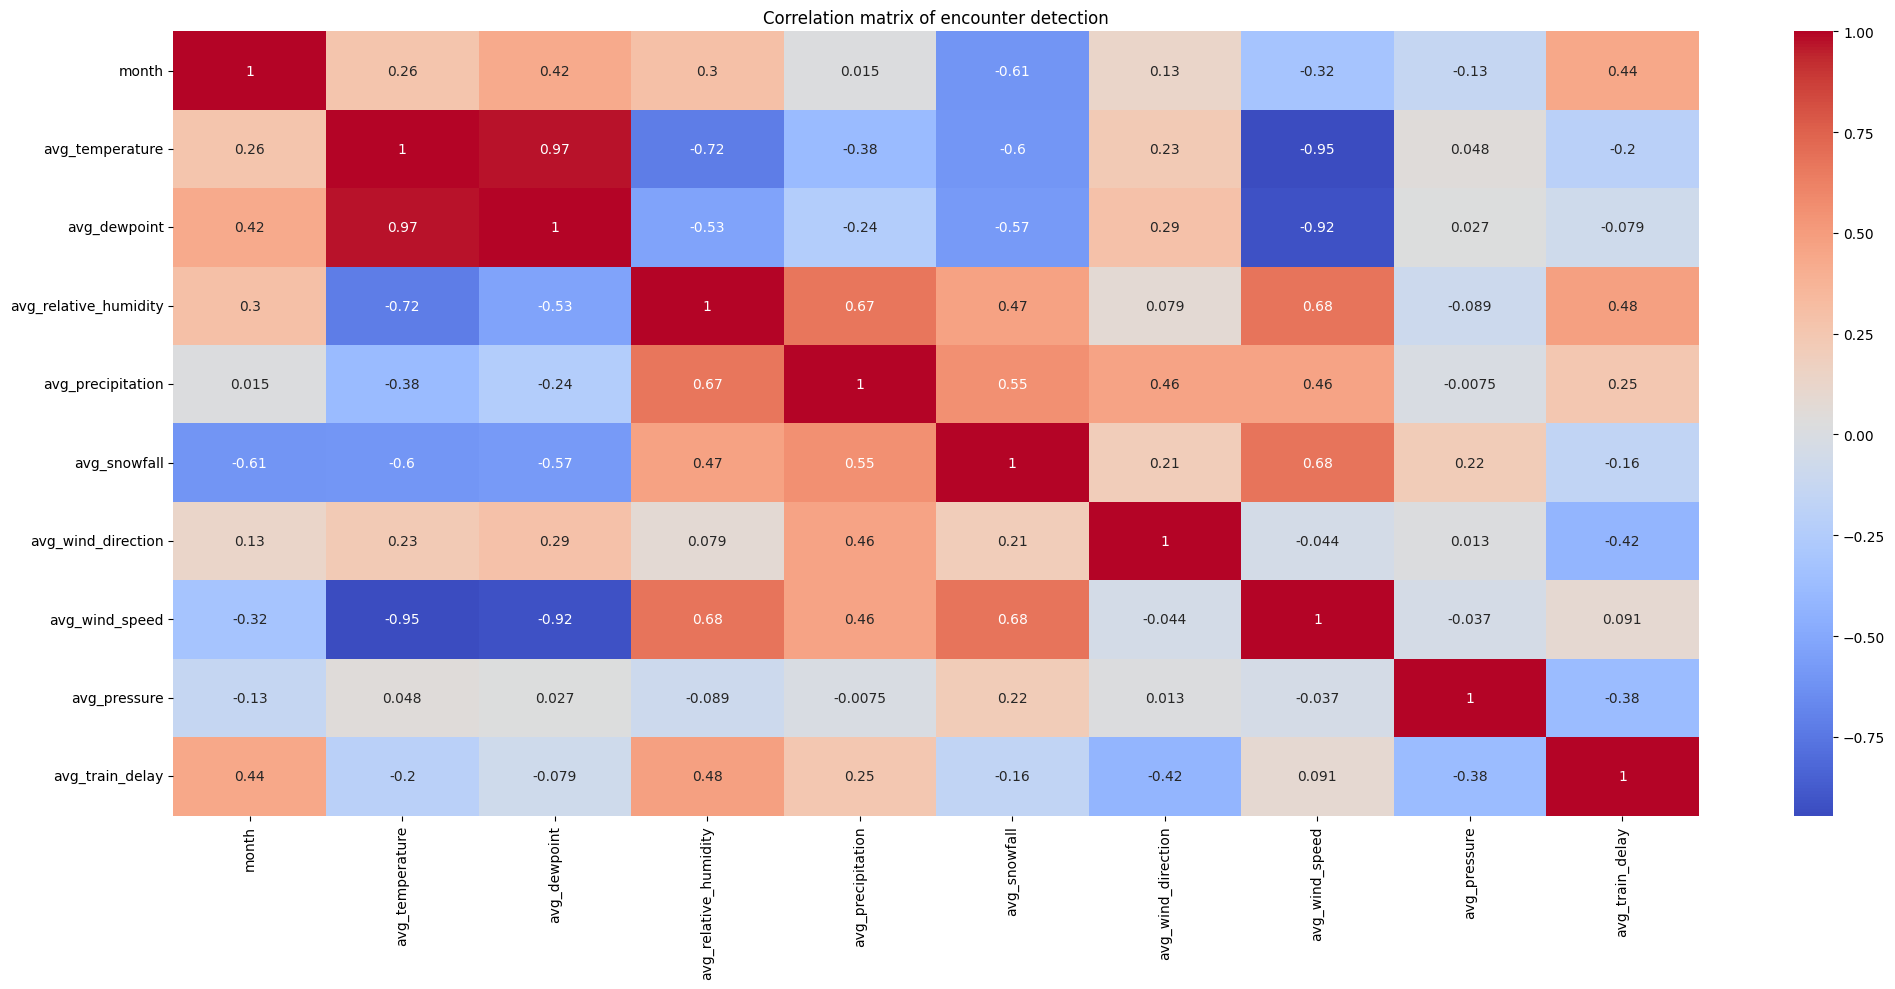 Correlation matrix of encounter detection
month 1 0.26 0.42 0.3 0.015 -0.61 0.13 -0.32 -0.13 0.44
avg_temperature 0.26 1 0.97 -0.72 -0.38 -0.6 0.23 -0.95 0.048 -0.2
avg_dewpoint 0.42 0.97 1 -0.53 -0.24 -0.57 0.29 -0.92 0.027 -0.079
avg_relative_humidity 0.3 -0.72 -0.53 1 0.67 0.47 0.079 0.68 -0.089 0.48
avg_precipitation 0.015 -0.38 -0.24 0.67 1 0.55 0.46 0.46 -0.0075 0.25
avg_snowfall -0.61 -0.6 -0.57 0.47 0.55 1 0.21 0.68 0.22 -0.16
avg_wind_direction 0.13 0.23 0.29 0.079 0.46 0.21 1 -0.044 0.013 -0.42
avg_wind_speed -0.32 -0.95 -0.92 0.68 0.46 0.68 -0.044 1 -0.037 0.091
avg_pressure -0.13 0.048 0.027 -0.089 -0.0075 0.22 0.013 -0.037 1 -0.38
avg_train_delay 0.44 -0.2 -0.079 0.48 0.25 -0.16 -0.42 0.091 -0.38 1
month
avg_temperature
avg_dewpoint
avg_relative_humidity
avg_precipitation
avg_snowfall
avg_wind_direction
avg_wind_speed
avg_pressure
avg_train_delay
1.00
0.75
0.50
0.25
0.00
−0.25
−0.50
−0.75